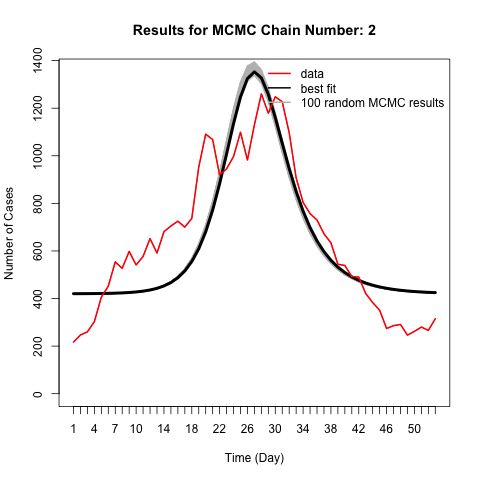 Results for MCMC Chain Number: 2
data
best fit
100 random MCMC results
Number of Cases
1400
1200
1000
800
600
400
200
0
1 4 7 10 14 18 22 26 30 34 38 42 46 50
Time (Day)